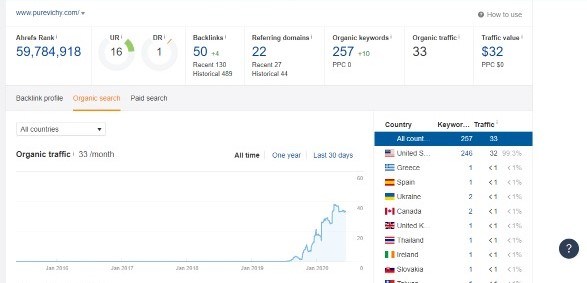 www.purevichy.com/
How to use
Ahrefs Rank
59,784,918
UR
16
DR
1
Backlinks
50 +4
Recent 130
Historical 489
Referring domains
22
Recent 27
Historical 44
Organic keywords
257 +10
PPC 0
Organic traffic
33
Traffic value
$32
PPC $0
Backlink profile Organic search Paid search
All countries
Organic traffic 33 /month
All time One year Last 30 days
60
40
20
0
Jan 2016 Jan 2017 Jan 2018 Jan 2019 Jan 2020
Country Keywor... Traffic
All count... 257 33
United S... 246 32 99.3%
Greece 1 <1 <1%
Spain 1 <1 <1%
Ukraine 2 <1 <1%
Canada 2 <1 <1%
United K... 1 <1 <1%
Thailand 1 <1 <1%
Ireland 1 <1 <1%
Slovakia 1 <1 <1%
?